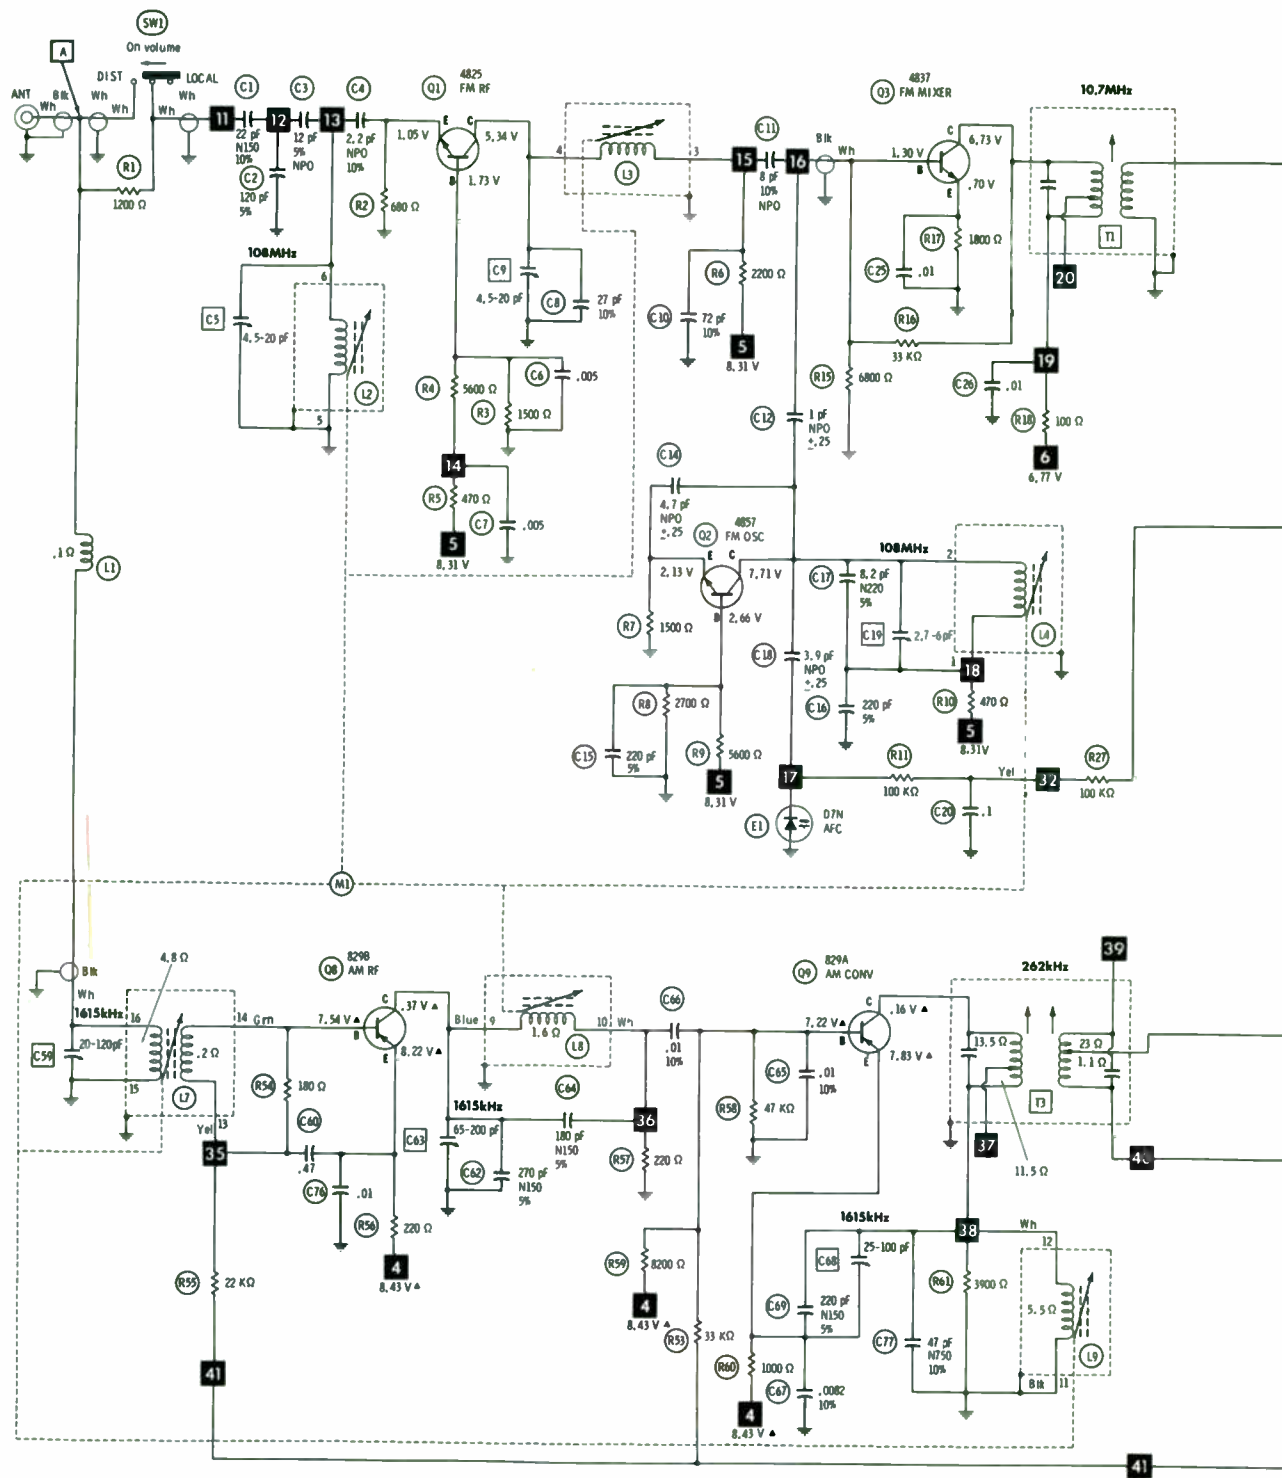 SW1
On volume
A
DIST
LOCAL
ANT
Wh
Blk
Wh
Wh
Wh
Wh
R1
1200 Ω
11
C1
22 pF
N150
10%
12
C2
120 pF
5%
C3
12 pF
5%
NPO
13
C4
2.2 pF
NPO
10%
R2
680 Ω
Q1
4825
FM RF
1.05 V
E
C
5.34 V
B
1.73 V
4
3
L3
15
C11
8 pF
10%
NPO
16
Blk
Wh
Q3
4837
FM MIXER
1.30 V
C
6.73 V
B
E
.70 V
R17
1800 Ω
C25
.01
R16
33 KΩ
R15
6800 Ω
10.7MHz
T1
20
19
C26
.01
R18
100 Ω
6
6.77 V
108MHz
6
C5
4.5-20 pF
L2
5
C9
4.5-20 pF
C8
27 pF
10%
R4
5600 Ω
R3
1500 Ω
C6
.005
14
R5
470 Ω
C7
.005
5
8.31 V
C10
72 pF
10%
R6
2200 Ω
5
8.31 V
C12
1 pF
NPO
±.25
C14
4.7 pF
NPO
±.25
Q2
4857
FM OSC
E
C
2.13 V
7.71 V
B
2.66 V
R7
1500 Ω
R8
2700 Ω
C15
220 pF
5%
R9
5600 Ω
5
8.31 V
108MHz
2
C17
8.2 pF
N220
5%
C19
2.7-6pF
L4
1
18
C18
3.9 pF
NPO
±.25
C16
220 pF
5%
R10
470 Ω
5
8.31V
17
R11
100 KΩ
Yel
32
R27
100 KΩ
C20
.1
E1
D7N
AFC
.1 Ω
L1
M1
Blk
Wh
4.8 Ω
1615kHz
16
C59
20-120pF
15
.2 Ω
L7
14
Grn
13
Yel
35
R54
180 Ω
C60
.47
C76
.01
R55
22 KΩ
41
Q8
829B
AM RF
7.54 V▲
C
.37 V ▲
B
8.22 V▲
E
R56
220 Ω
4
8.43 V▲
Blue
9
1.6 Ω
L8
10
Wh
1615kHz
C63
65-200 pF
C62
270 pF
N150
5%
C64
180 pF
N150
5%
36
R57
220 Ω
C66
.01
10%
R59
8200 Ω
4
8.43 V ▲
R53
33 KΩ
Q9
829A
AM CONV
7.22 V▲
C
.16 V ▲
B
E
7.83 V ▲
R58
47 KΩ
C65
.01
10%
262kHz
39
13.5 Ω
23 Ω
1.1 Ω
T3
37
11.5 Ω
40
1615kHz
25-100 pF
C68
C69
220 pF
N150
5%
R60
1000 Ω
C67
.0082
10%
4
8.43 V ▲
C77
47 pF
N750
10%
38
R61
3900 Ω
Wh
12
5.5 Ω
L9
Blk
11
41